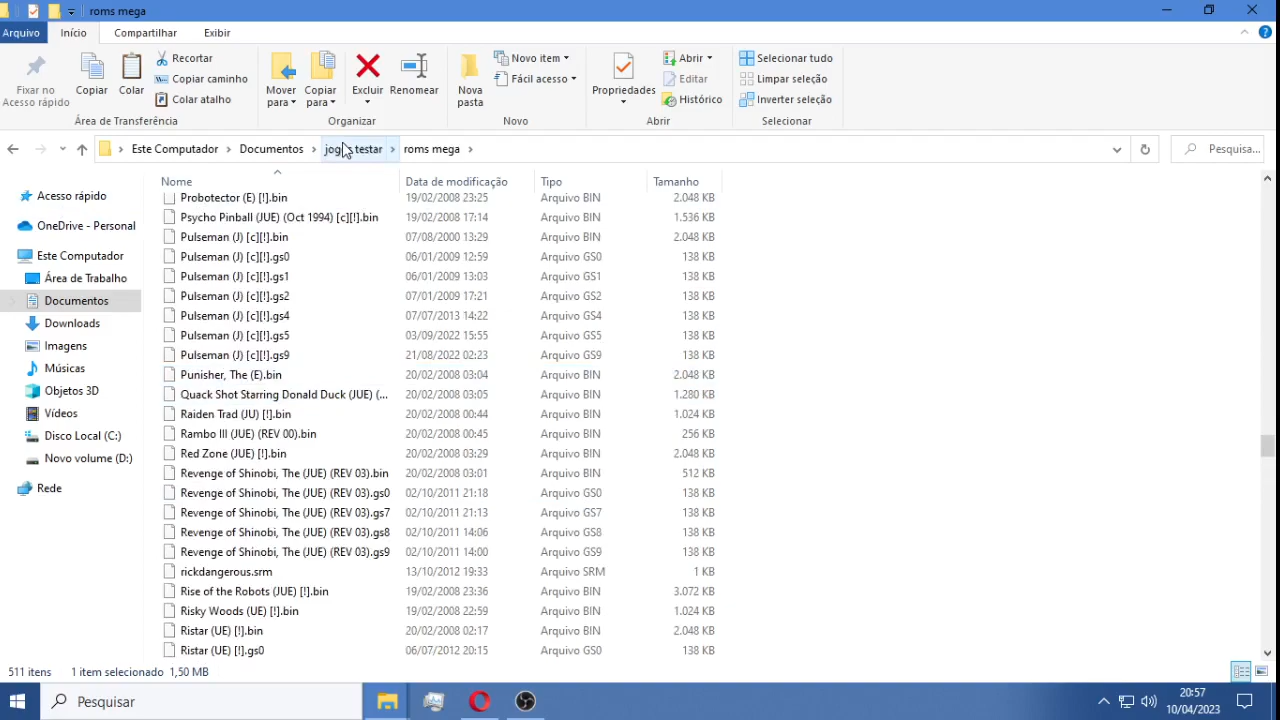 roms mega
Arquivo Início Compartilhar Exibir
Fixar no Acesso rápido
Copiar
Colar
Recortar
Copiar caminho
Colar atalho
Área de Transferência
Mover para
Copiar para
Excluir
Renomear
Organizar
Nova pasta
Novo item
Fácil acesso
Novo
Propriedades
Abrir
Editar
Histórico
Abrir
Selecionar tudo
Limpar seleção
Inverter seleção
Selecionar
Este Computador > Documentos > testar > roms mega >
Pesquisa...
Nome Data de modificação Tipo Tamanho
Acesso rápido
OneDrive - Personal
Este Computador
Área de Trabalho
Documentos
Downloads
Imagens
Músicas
Objetos 3D
Vídeos
Disco Local (C:)
Novo volume (D:)
Rede
Probotector (E) [!].bin 19/02/2008 23:25 Arquivo BIN 2.048 KB
Psycho Pinball (JUE) (Oct 1994) [c][!].bin 19/02/2008 17:14 Arquivo BIN 1.536 KB
Pulseman (J) [c][!].bin 07/08/2000 13:29 Arquivo BIN 2.048 KB
Pulseman (J) [c][!].gs0 06/01/2009 12:59 Arquivo GS0 138 KB
Pulseman (J) [c][!].gs1 06/01/2009 13:03 Arquivo GS1 138 KB
Pulseman (J) [c][!].gs2 07/01/2009 17:21 Arquivo GS2 138 KB
Pulseman (J) [c][!].gs4 07/07/2013 14:22 Arquivo GS4 138 KB
Pulseman (J) [c][!].gs5 03/09/2022 15:55 Arquivo GS5 138 KB
Pulseman (J) [c][!].gs9 21/08/2022 02:23 Arquivo GS9 138 KB
Punisher, The (E).bin 20/02/2008 03:04 Arquivo BIN 2.048 KB
Quack Shot Starring Donald Duck (JUE) (... 20/02/2008 03:05 Arquivo BIN 1.280 KB
Raiden Trad (JU) [!].bin 20/02/2008 00:44 Arquivo BIN 1.024 KB
Rambo III (JUE) (REV 00).bin 20/02/2008 00:45 Arquivo BIN 256 KB
Red Zone (JUE) [!].bin 20/02/2008 03:29 Arquivo BIN 2.048 KB
Revenge of Shinobi, The (JUE) (REV 03).bin 20/02/2008 03:01 Arquivo BIN 512 KB
Revenge of Shinobi, The (JUE) (REV 03).gs0 02/10/2011 21:18 Arquivo GS0 138 KB
Revenge of Shinobi, The (JUE) (REV 03).gs7 02/10/2011 21:13 Arquivo GS7 138 KB
Revenge of Shinobi, The (JUE) (REV 03).gs8 02/10/2011 14:06 Arquivo GS8 138 KB
Revenge of Shinobi, The (JUE) (REV 03).gs9 02/10/2011 14:00 Arquivo GS9 138 KB
rickdangerous.srm 13/10/2012 19:33 Arquivo SRM 1 KB
Rise of the Robots (JUE) [!].bin 19/02/2008 23:36 Arquivo BIN 3.072 KB
Risky Woods (UE) [!].bin 19/02/2008 22:59 Arquivo BIN 1.024 KB
Ristar (UE) [!].bin 20/02/2008 02:17 Arquivo BIN 2.048 KB
Ristar (UE) [!].gs0 06/07/2012 20:15 Arquivo GS0 138 KB
511 itens 1 item selecionado 1,50 MB
Pesquisar
20:57
10/04/2023